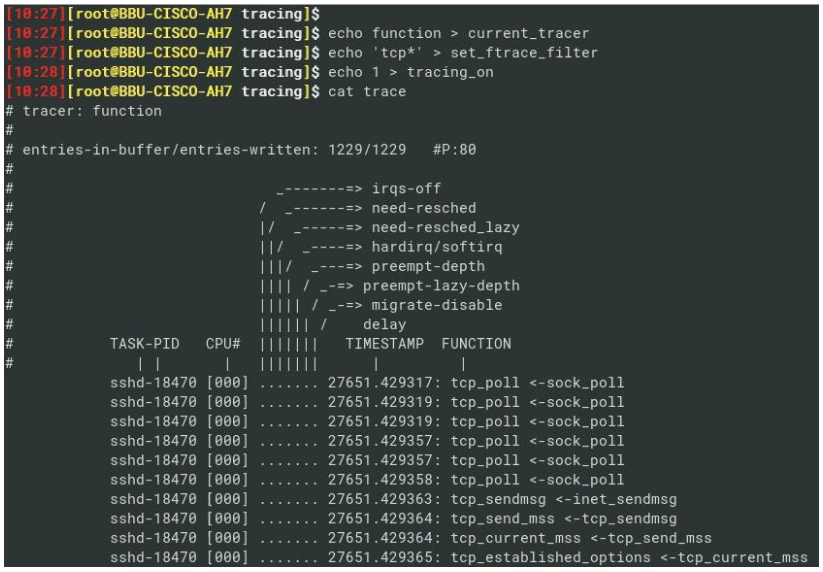 [10:27][root@BBU-CISCO-AH7 tracing]$
[10:27][root@BBU-CISCO-AH7 tracing]$ echo function > current_tracer
[10:27][root@BBU-CISCO-AH7 tracing]$ echo 'tcp*' > set_ftrace_filter
[10:28][root@BBU-CISCO-AH7 tracing]$ echo 1 > tracing_on
[10:28][root@BBU-CISCO-AH7 tracing]$ cat trace
# tracer: function
#
# entries-in-buffer/entries-written: 1229/1229   #P:80
#
#                                _-------=> irqs-off
#                              /  _------=> need-resched
#                              |/  _-----=> need-resched_lazy
#                              ||/  _----=> hardirq/softirq
#                              |||/  _---=> preempt-depth
#                              |||| / _--=> preempt-lazy-depth
#                              ||||| / _-=> migrate-disable
#                              |||||| /    delay
#           TASK-PID   CPU#  |||||||   TIMESTAMP  FUNCTION
#              | |       |   |||||||      |         |
            sshd-18470 [000] ....... 27651.429317: tcp_poll <-sock_poll
            sshd-18470 [000] ....... 27651.429319: tcp_poll <-sock_poll
            sshd-18470 [000] ....... 27651.429319: tcp_poll <-sock_poll
            sshd-18470 [000] ....... 27651.429357: tcp_poll <-sock_poll
            sshd-18470 [000] ....... 27651.429357: tcp_poll <-sock_poll
            sshd-18470 [000] ....... 27651.429358: tcp_poll <-sock_poll
            sshd-18470 [000] ....... 27651.429363: tcp_sendmsg <-inet_sendmsg
            sshd-18470 [000] ....... 27651.429364: tcp_send_mss <-tcp_sendmsg
            sshd-18470 [000] ....... 27651.429364: tcp_current_mss <-tcp_send_mss
            sshd-18470 [000] ....... 27651.429365: tcp_established_options <-tcp_current_mss